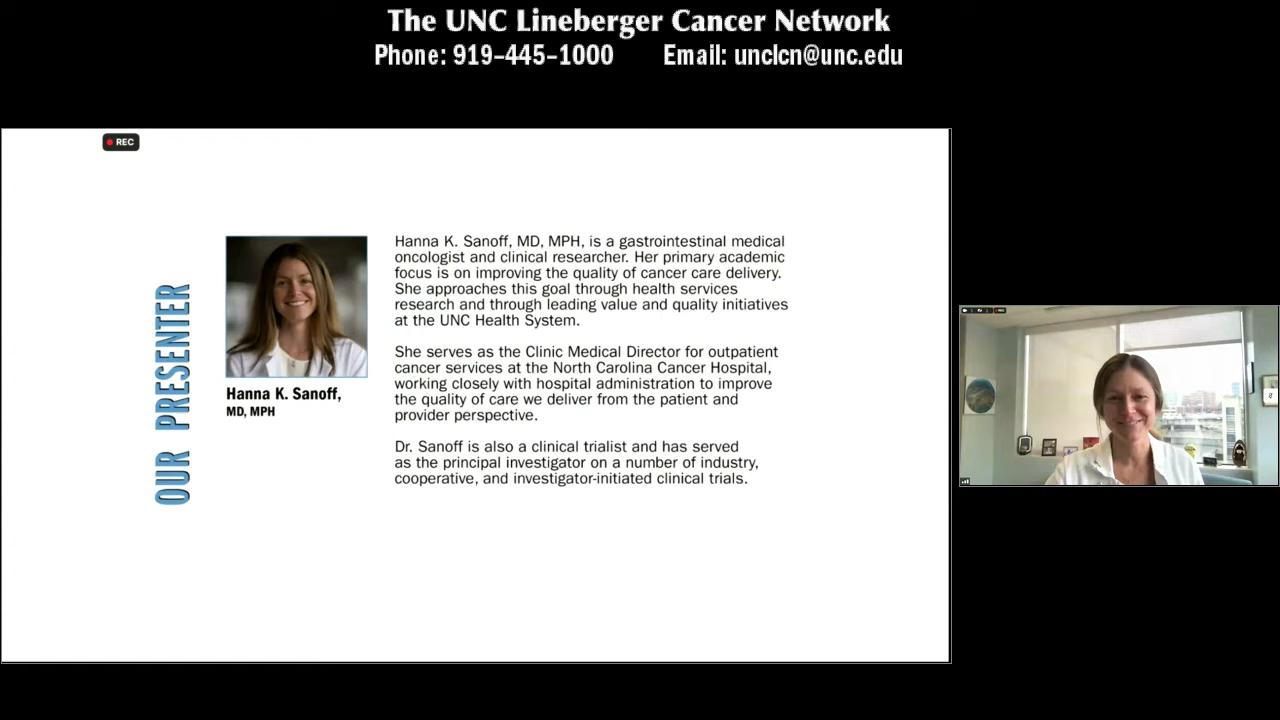 The UNC Lineberger Cancer Network
Phone: 919-445-1000 Email: unclcn@unc.edu
REC
OUR PRESENTER
Hanna K. Sanoff,
MD, MPH
Hanna K. Sanoff, MD, MPH, is a gastrointestinal medical
oncologist and clinical researcher. Her primary academic
focus is on improving the quality of cancer care delivery.
She approaches this goal through health services
research and through leading value and quality initiatives
at the UNC Health System.
She serves as the Clinic Medical Director for outpatient
cancer services at the North Carolina Cancer Hospital,
working closely with hospital administration to improve
the quality of care we deliver from the patient and
provider perspective.
Dr. Sanoff is also a clinical trialist and has served
as the principal investigator on a number of industry,
cooperative, and investigator-initiated clinical trials.